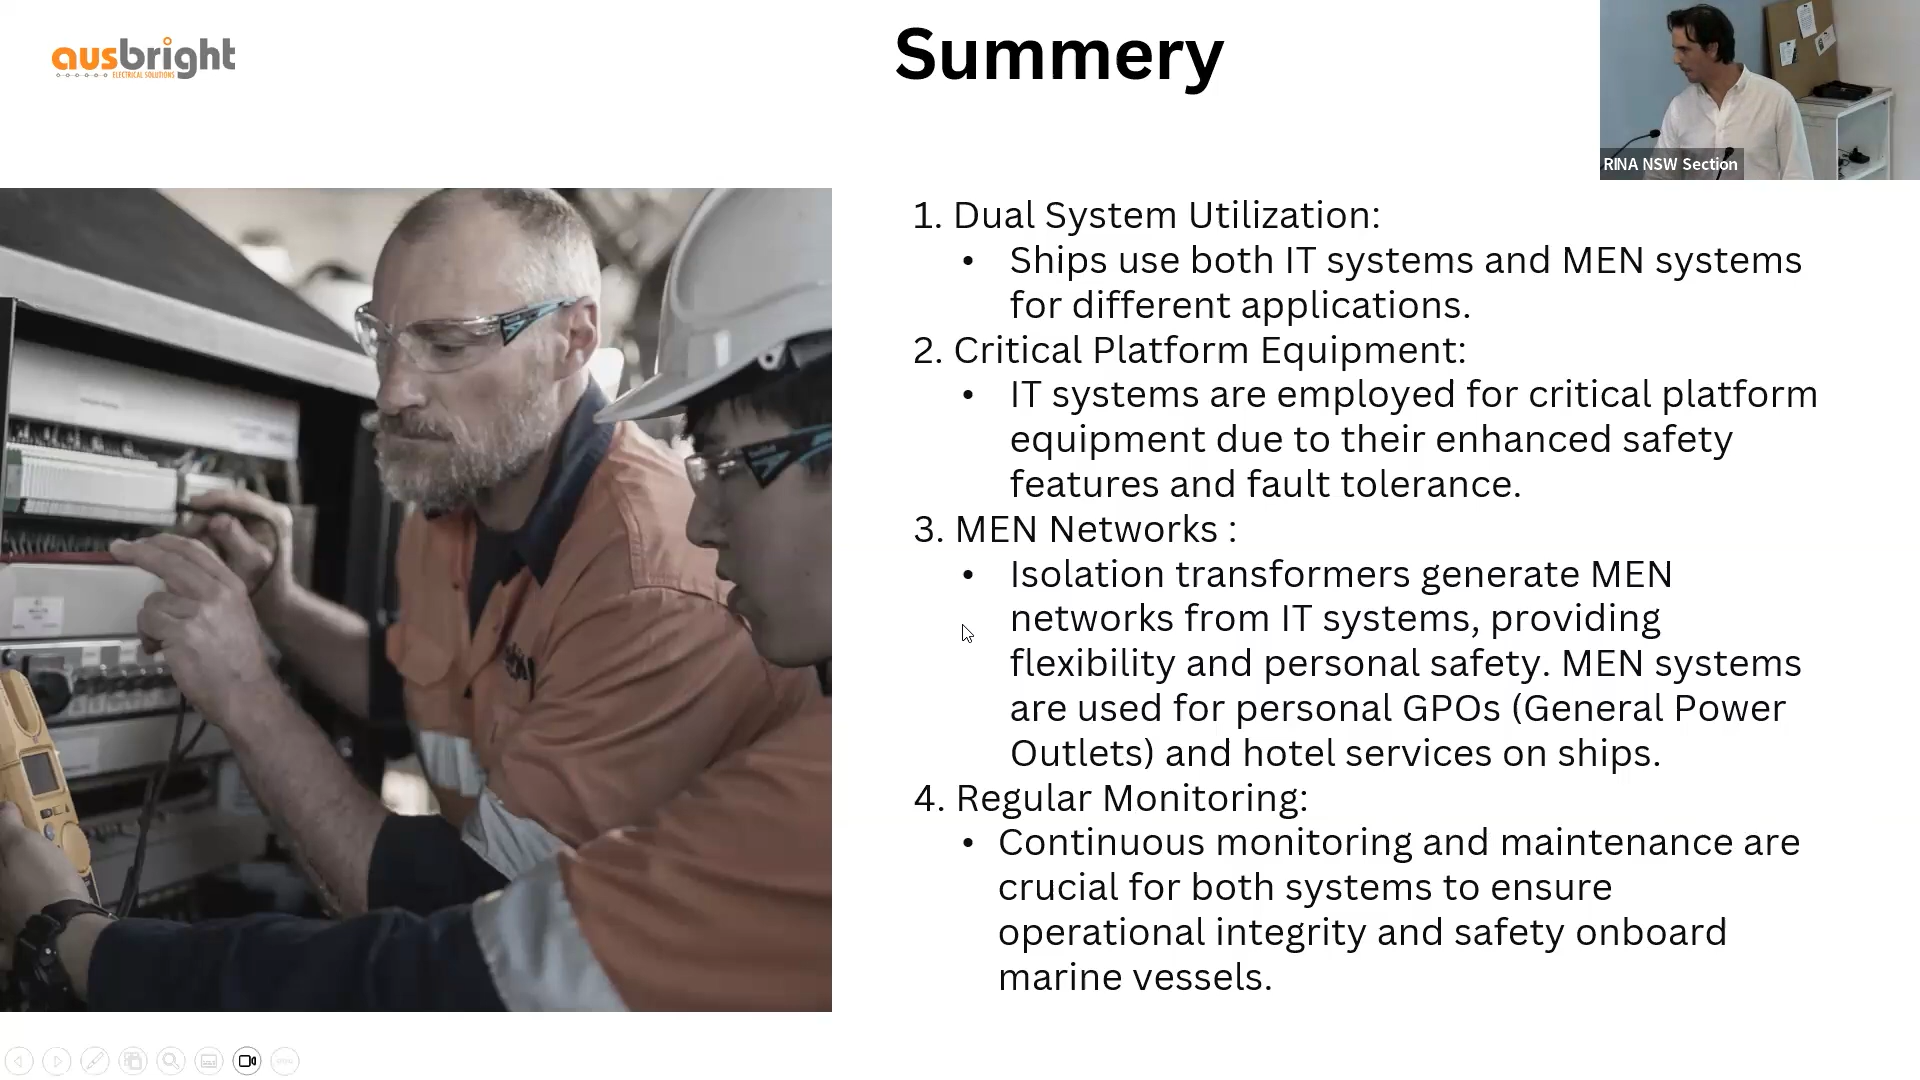 ausbright
ELECTRICAL SOLUTIONS
Summery
RINA NSW Section
1. Dual System Utilization:
• Ships use both IT systems and MEN systems
for different applications.
2. Critical Platform Equipment:
• IT systems are employed for critical platform
equipment due to their enhanced safety
features and fault tolerance.
3. MEN Networks :
• Isolation transformers generate MEN
networks from IT systems, providing
flexibility and personal safety. MEN systems
are used for personal GPOs (General Power
Outlets) and hotel services on ships.
4. Regular Monitoring:
• Continuous monitoring and maintenance are
crucial for both systems to ensure
operational integrity and safety onboard
marine vessels.